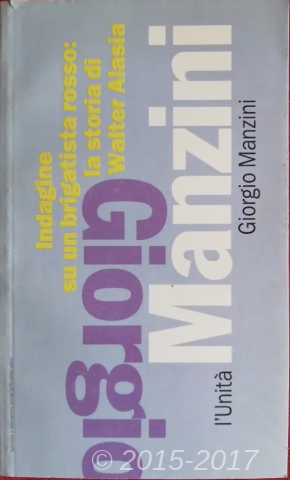 Indagine
su un brigatista rosso:
la storia di
Walter Alasia
Giorgio
Manzini
l'Unità
Giorgio Manzini
© 2015-2017